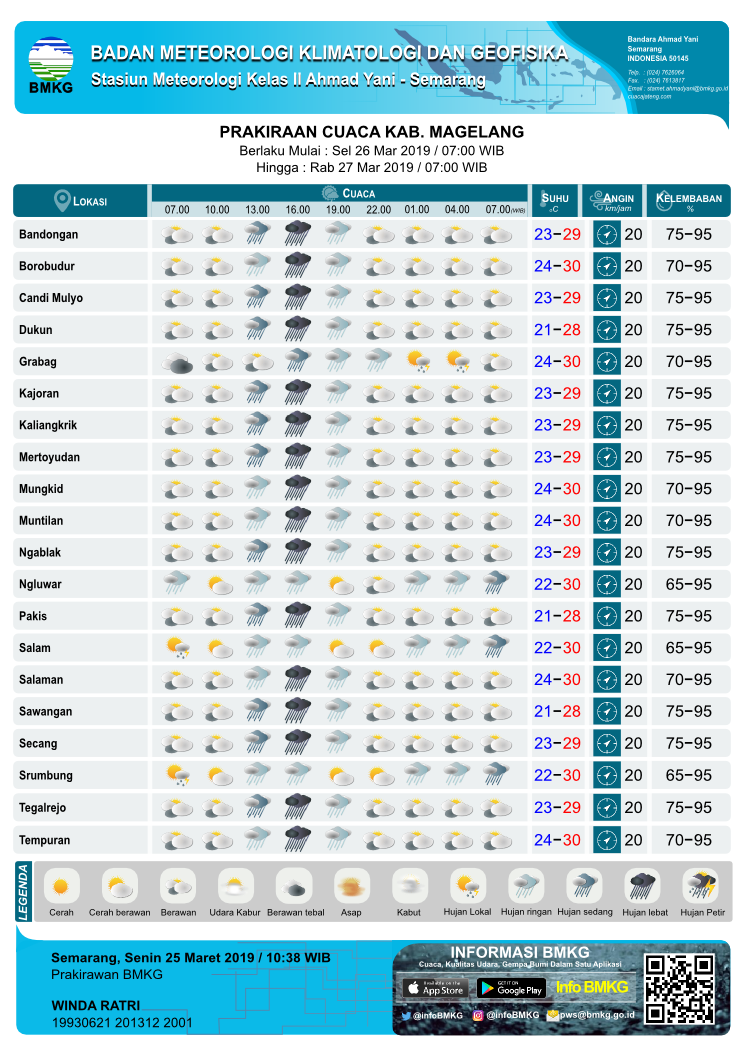 BMKG
BADAN METEOROLOGI KLIMATOLOGI DAN GEOFISIKA
Stasiun Meteorologi Kelas II Ahmad Yani - Semarang
Bandara Ahmad Yani
Semarang
INDONESIA 50145
Telp. : (024) 7626064
Fax. : (024) 7613817
Email : stamet.ahmadyani@bmkg.go.id
cuacajateng.com
PRAKIRAAN CUACA KAB. MAGELANG
Berlaku Mulai : Sel 26 Mar 2019 / 07:00 WIB
Hingga : Rab 27 Mar 2019 / 07:00 WIB
LOKASI CUACA SUHU °C ANGIN km/jam KELEMBABAN %
07.00 10.00 13.00 16.00 19.00 22.00 01.00 04.00 07.00 (WIB)
Bandongan 23-29 20 75-95
Borobudur 24-30 20 70-95
Candi Mulyo 23-29 20 75-95
Dukun 21-28 20 75-95
Grabag 24-30 20 70-95
Kajoran 23-29 20 75-95
Kaliangkrik 23-29 20 75-95
Mertoyudan 23-29 20 75-95
Mungkid 24-30 20 70-95
Muntilan 24-30 20 70-95
Ngablak 23-29 20 75-95
Ngluwar 22-30 20 65-95
Pakis 21-28 20 75-95
Salam 22-30 20 65-95
Salaman 24-30 20 70-95
Sawangan 21-28 20 75-95
Secang 23-29 20 75-95
Srumbung 22-30 20 65-95
Tegalrejo 23-29 20 75-95
Tempuran 24-30 20 70-95
LEGENDA
Cerah Cerah berawan Berawan Udara Kabur Berawan tebal Asap Kabut Hujan Lokal Hujan ringan Hujan sedang Hujan lebat Hujan Petir
Semarang, Senin 25 Maret 2019 / 10:38 WIB
Prakirawan BMKG
WINDA RATRI
19930621 201312 2001
INFORMASI BMKG
Cuaca, Kualitas Udara, Gempa Bumi Dalam Satu Aplikasi
Available on the App Store GET IT ON Google Play Info BMKG
@infoBMKG @infoBMKG pws@bmkg.go.id